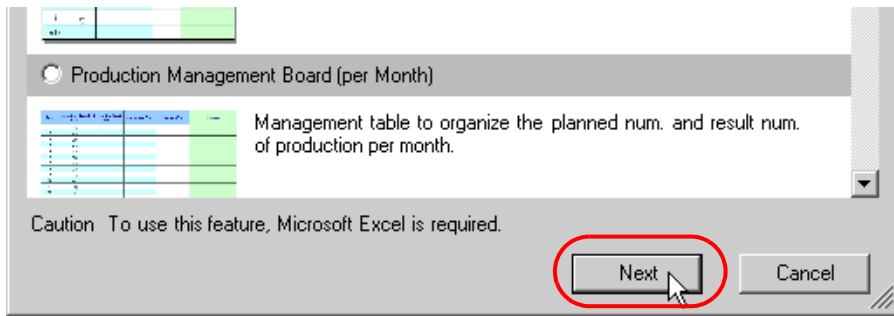 Production Management Board (per Month)
Management table to organize the planned num. and result num.
of production per month.
Caution To use this feature, Microsoft Excel is required.
Next
Cancel